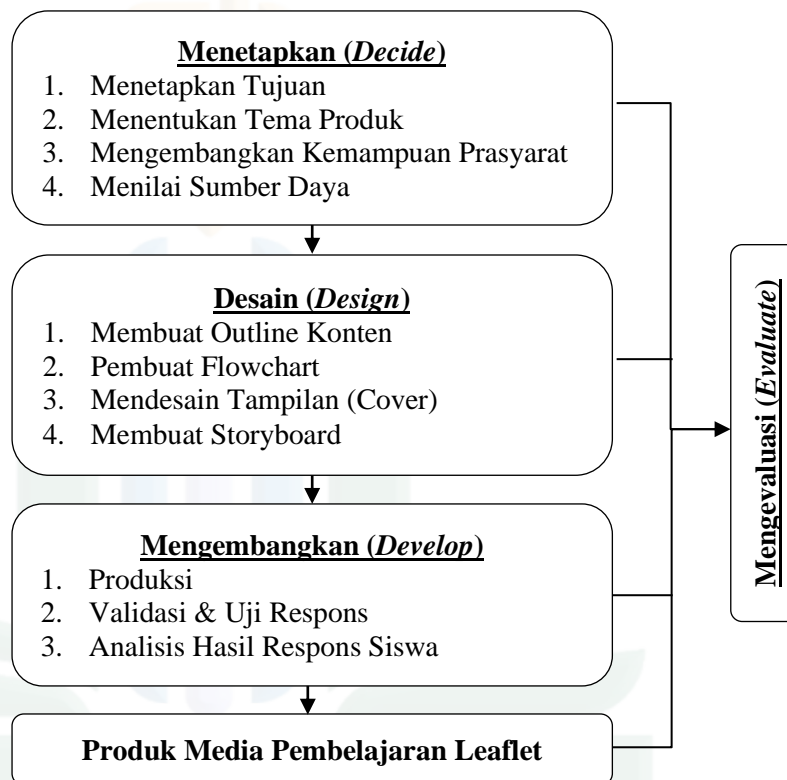 Menetapkan (Decide)
1. Menetapkan Tujuan
2. Menentukan Tema Produk
3. Mengembangkan Kemampuan Prasyarat
4. Menilai Sumber Daya
Desain (Design)
1. Membuat Outline Konten
2. Pembuat Flowchart
3. Mendesain Tampilan (Cover)
4. Membuat Storyboard
Mengembangkan (Develop)
1. Produksi
2. Validasi & Uji Respons
3. Analisis Hasil Respons Siswa
Produk Media Pembelajaran Leaflet
Mengevaluasi (Evaluate)